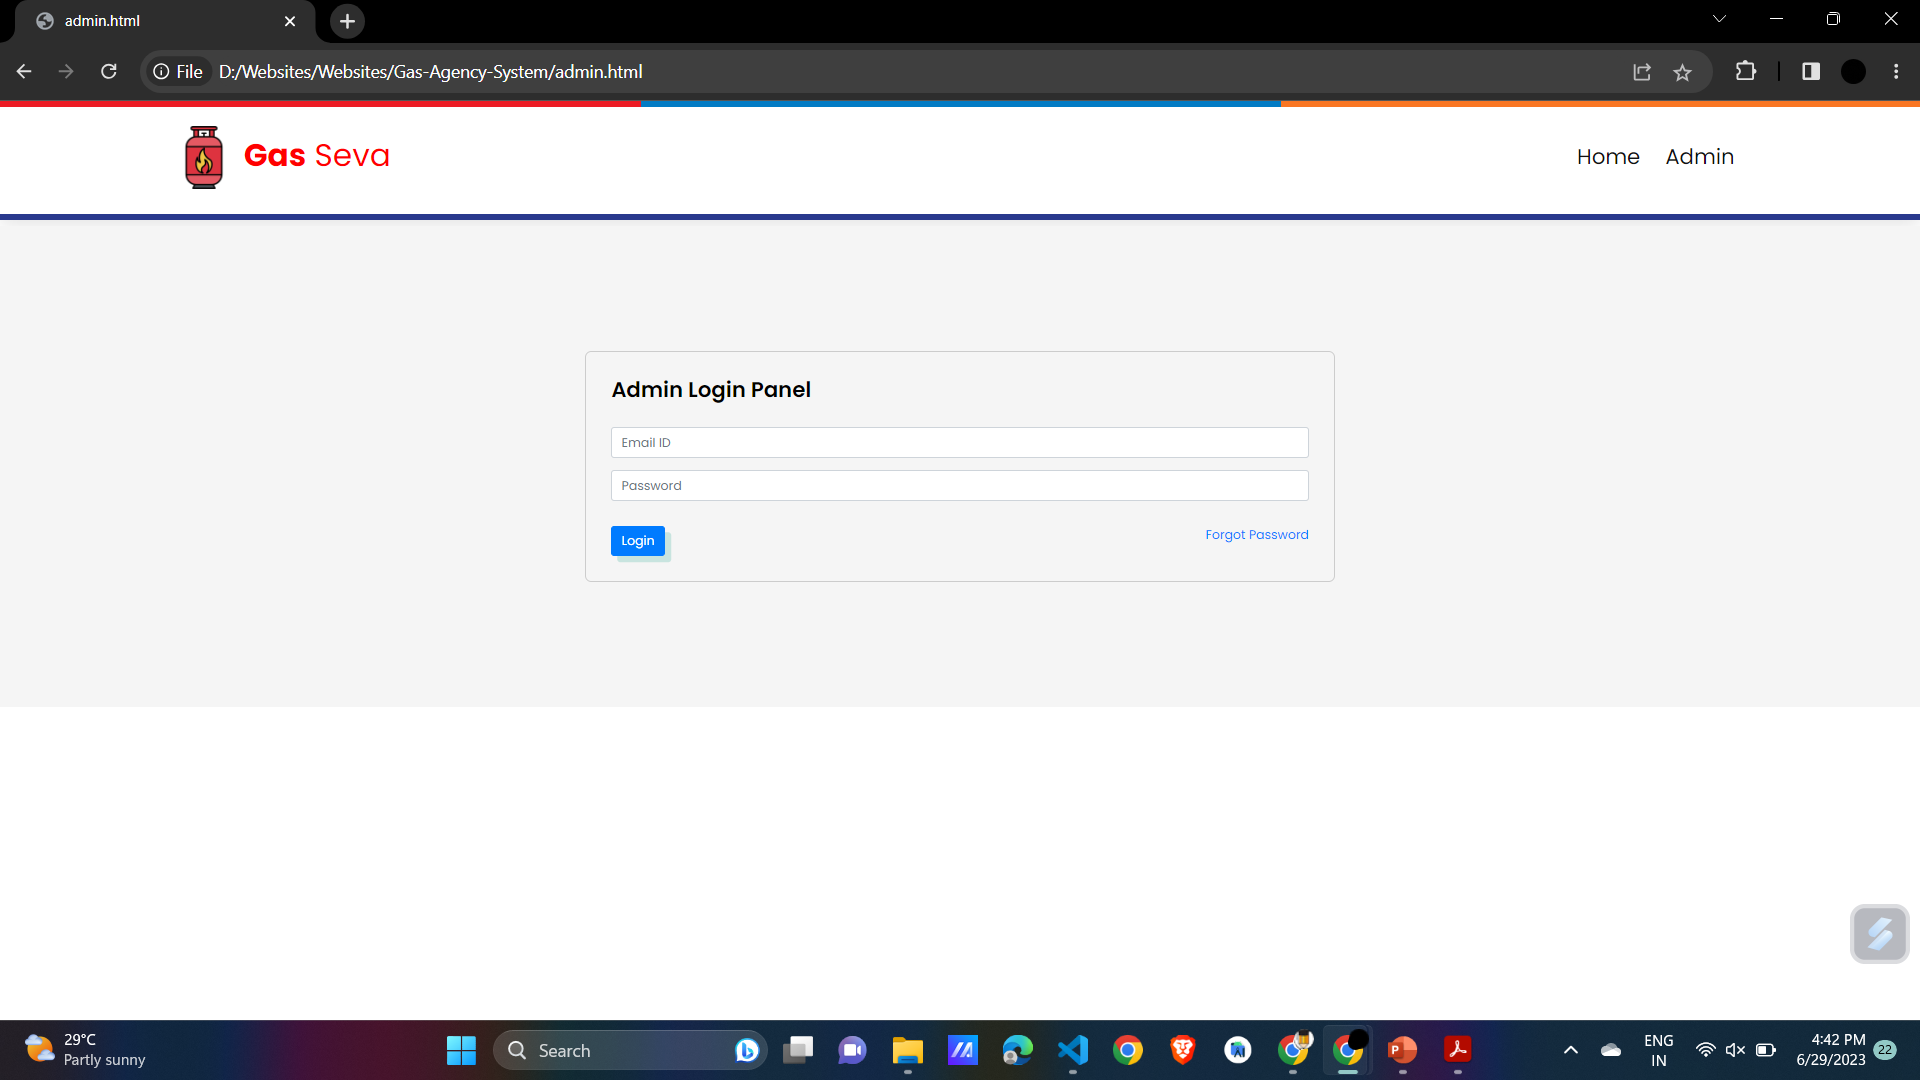 admin.html
File D:/Websites/Websites/Gas-Agency-System/admin.html
Gas Seva
Home Admin
Admin Login Panel
Email ID
Password
Login
Forgot Password
29°C
Partly sunny
Search
AI
P
ENG
IN
4:42 PM
6/29/2023
22